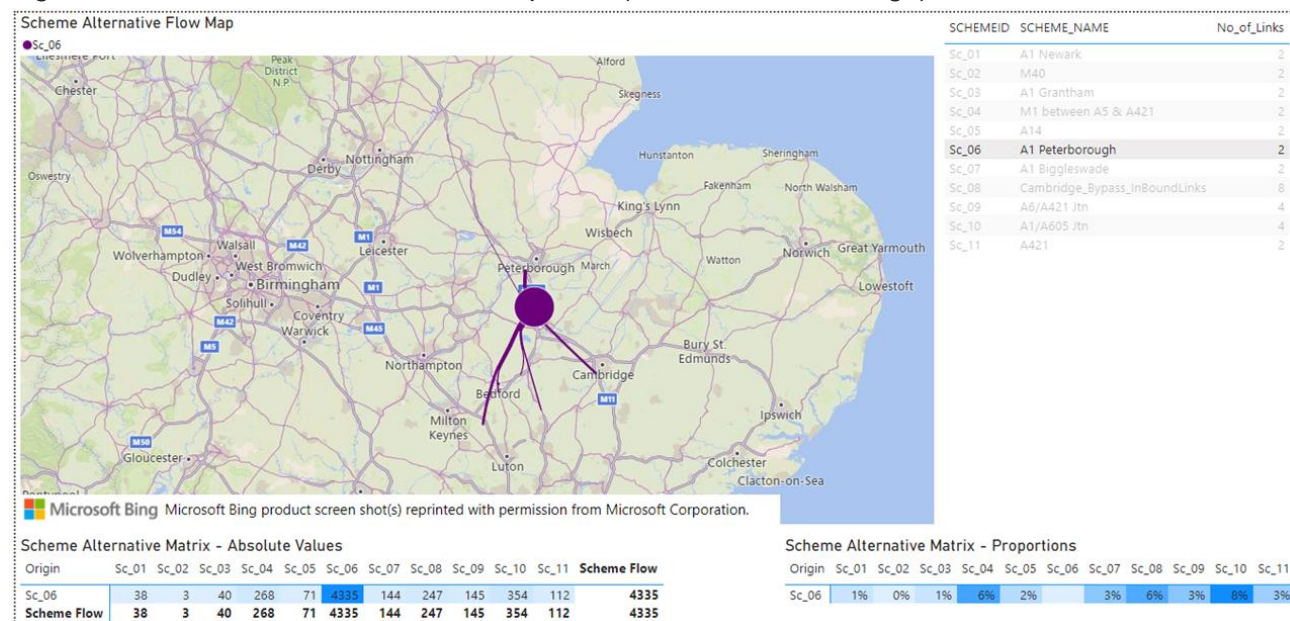 Scheme Alternative Flow Map
Sc_06
Chester
Peak
District
N.P.
Alford
Skegness
Nottingham
Derby
Hunstanton
Sheringham
Oswestry
Fakenham
North Walsham
King's Lynn
M54
M1
Wisbech
Walsall
M42
Leicester
Norwich
Great Yarmouth
Wolverhampton
West Bromwich
Peterborough
March
Watton
Dudley
Birmingham
M1
Lowestoft
Solihull
Coventry
M42
Warwick
M45
M5
Bury St.
Edmunds
Northampton
Cambridge
Bedford
M11
Milton
Keynes
Ipswich
M50
Gloucester
Luton
Colchester
Clacton-on-Sea
Microsoft Bing Microsoft Bing product screen shot(s) reprinted with permission from Microsoft Corporation.
SCHEMEID SCHEME_NAME No_of_Links
Sc_01 A1 Newark 2
Sc_02 M40 2
Sc_03 A1 Grantham 2
Sc_04 M1 between A5 & A421 2
Sc_05 A14 2
Sc_06 A1 Peterborough 2
Sc_07 A1 Biggleswade 2
Sc_08 Cambridge_Bypass_InBoundLinks 8
Sc_09 A6/A421 Jtn 4
Sc_10 A1/A605 Jtn 4
Sc_11 A421 2
Scheme Alternative Matrix - Absolute Values
Origin Sc_01 Sc_02 Sc_03 Sc_04 Sc_05 Sc_06 Sc_07 Sc_08 Sc_09 Sc_10 Sc_11 Scheme Flow
Sc_06 38 3 40 268 71 4335 144 247 145 354 112 4335
Scheme Flow 38 3 40 268 71 4335 144 247 145 354 112 4335
Scheme Alternative Matrix - Proportions
Origin Sc_01 Sc_02 Sc_03 Sc_04 Sc_05 Sc_06 Sc_07 Sc_08 Sc_09 Sc_10 Sc_11
Sc_06 1% 0% 1% 6% 2% 3% 6% 3% 8% 3%